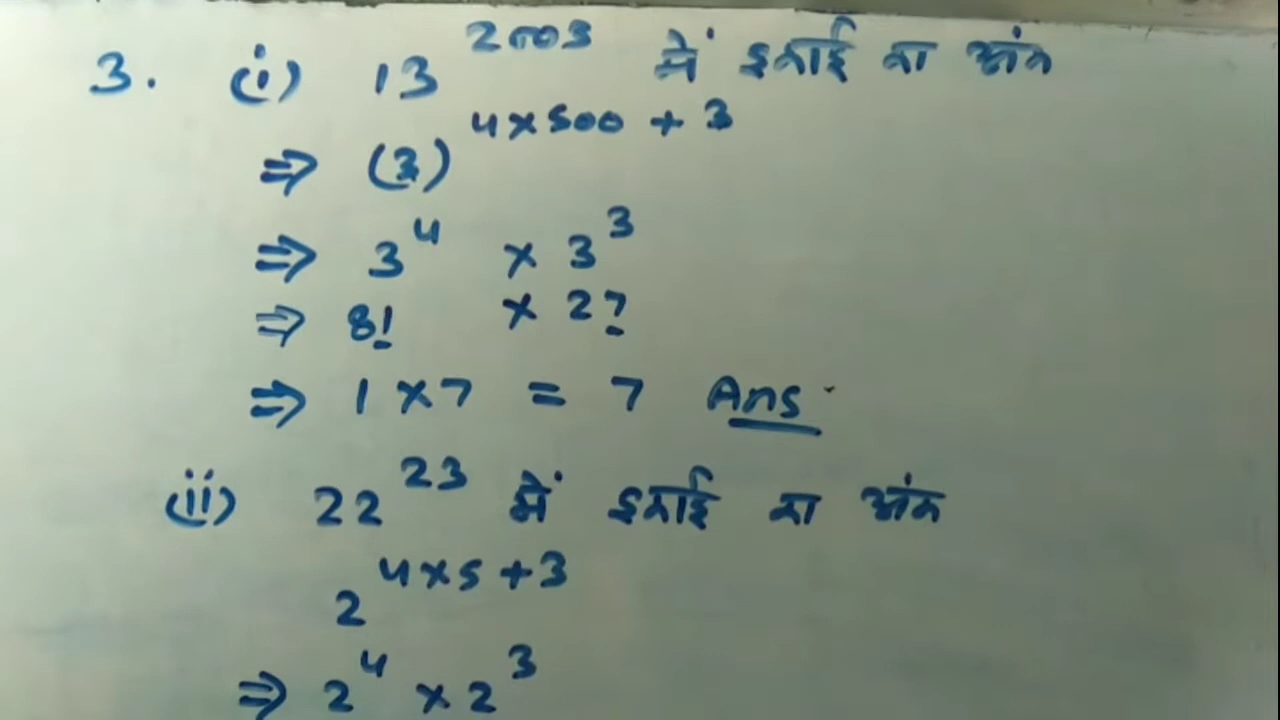 3. (i) 13^2003 में इकाई का अंक
⇒ (3)^4×500+3
⇒ 3^4 × 3^3
⇒ 81 × 27
⇒ 1×7 = 7 Ans.
(ii) 22^23 में इकाई का अंक
2^4×5+3
⇒ 2^4 × 2^3